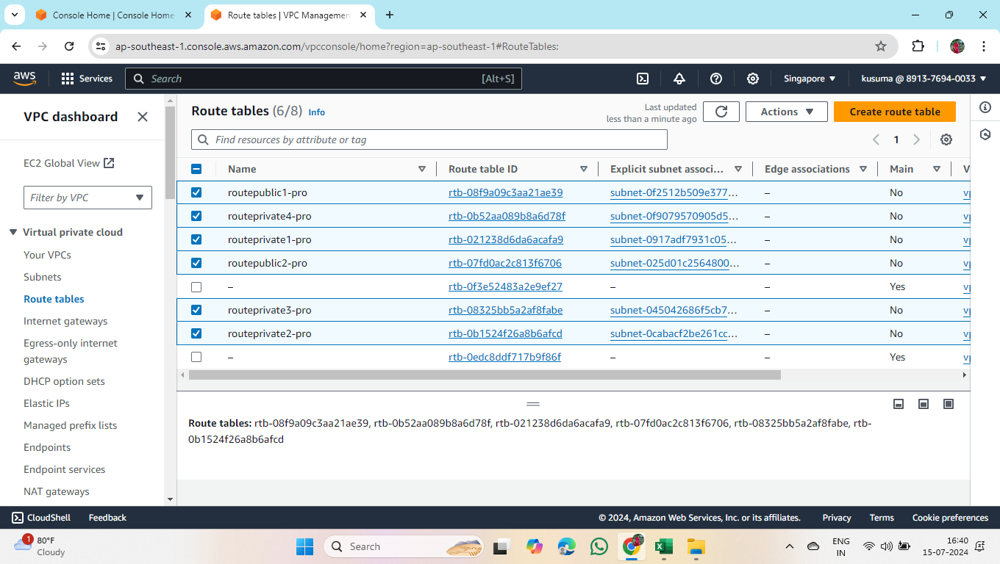 Console Home | Console Home
Route tables | VPC Managemen
ap-southeast-1.console.aws.amazon.com/vpcconsole/home?region=ap-southeast-1#RouteTables:
aws
Services
Search
[Alt+S]
Singapore
kusuma @ 8913-7694-0033
VPC dashboard
EC2 Global View
Filter by VPC
Virtual private cloud
Your VPCs
Subnets
Route tables
Internet gateways
Egress-only internet
gateways
DHCP option sets
Elastic IPs
Managed prefix lists
Endpoints
Endpoint services
NAT gateways
Route tables (6/8) Info
Last updated
less than a minute ago
Actions
Create route table
Find resources by attribute or tag
1
Name Route table ID Explicit subnet associ... Edge associations Main V
routepublic1-pro rtb-08f9a09c3aa21ae39 subnet-0f2512b509e377... – No vp
routeprivate4-pro rtb-0b52aa089b8a6d78f subnet-0f9079570905d5... – No vp
routeprivate1-pro rtb-021238d6da6acafa9 subnet-0917adf7931c05... – No vp
routepublic2-pro rtb-07fd0ac2c813f6706 subnet-025d01c2564800... – No vp
– rtb-0f3e52483a2e9ef27 – – Yes vp
routeprivate3-pro rtb-08325bb5a2af8fabe subnet-045042686f5cb7... – No vp
routeprivate2-pro rtb-0b1524f26a8b6afcd subnet-0cabacf2be261cc... – No vp
– rtb-0edc8ddf717b9f86f – – Yes vp
Route tables: rtb-08f9a09c3aa21ae39, rtb-0b52aa089b8a6d78f, rtb-021238d6da6acafa9, rtb-07fd0ac2c813f6706, rtb-08325bb5a2af8fabe, rtb-
0b1524f26a8b6afcd
CloudShell
Feedback
© 2024, Amazon Web Services, Inc. or its affiliates.
Privacy
Terms
Cookie preferences
1
80°F
Cloudy
Search
ENG
IN
16:40
15-07-2024